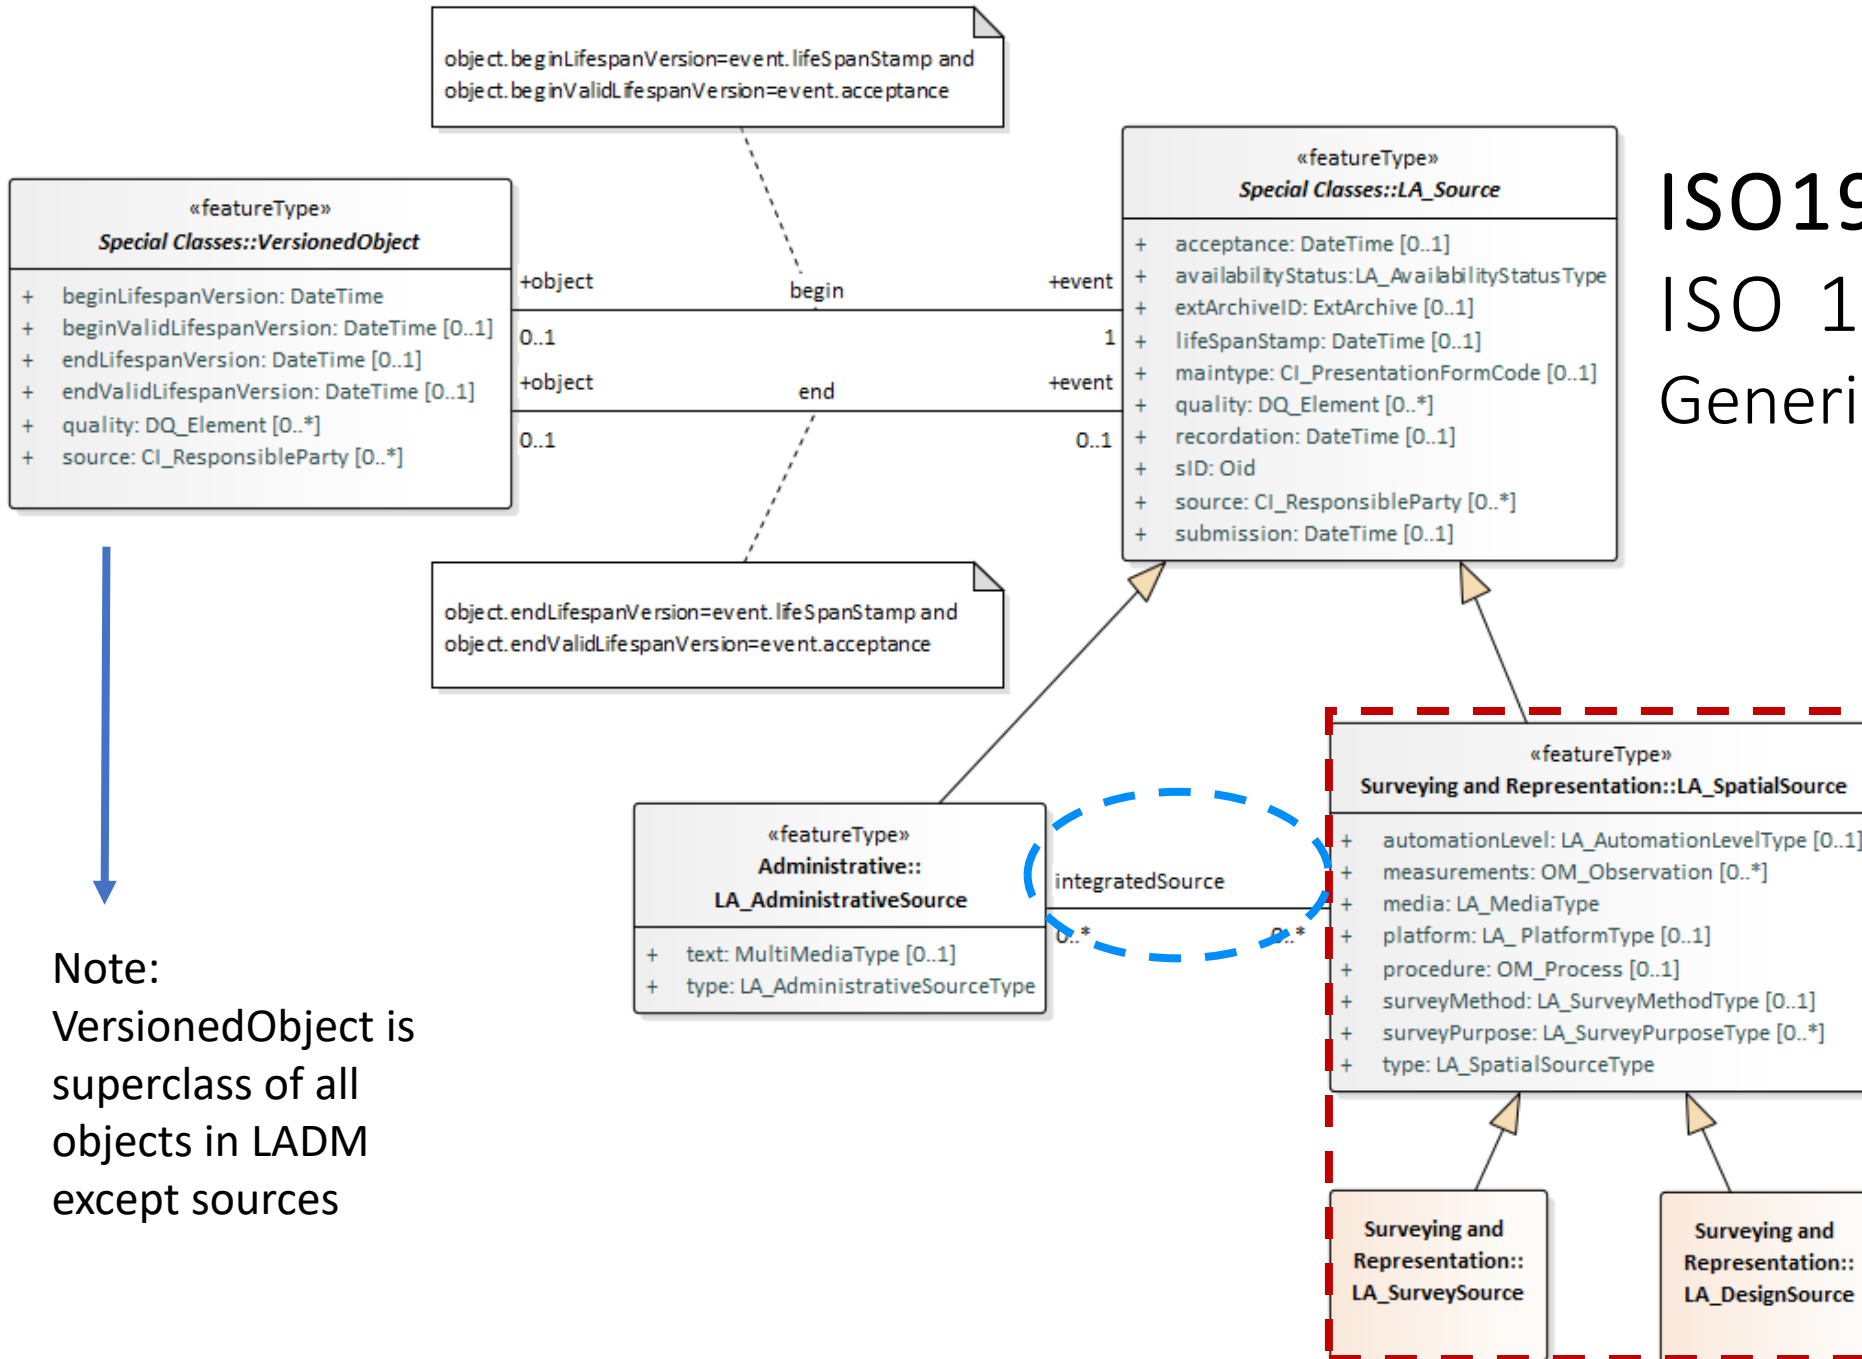 object.beginLifespanVersion=event.lifeSpanStamp and
object.beginValidLifespanVersion=event.acceptance
«featureType»
Special Classes::VersionedObject
+ beginLifespanVersion: DateTime
+ beginValidLifespanVersion: DateTime [0..1]
+ endLifespanVersion: DateTime [0..1]
+ endValidLifespanVersion: DateTime [0..1]
+ quality: DQ_Element [0..*]
+ source: CI_ResponsibleParty [0..*]
+object
begin
+event
0..1
1
+object
end
+event
0..1
0..1
«featureType»
Special Classes::LA_Source
+ acceptance: DateTime [0..1]
+ availabilityStatus:LA_AvailabilityStatusType
+ extArchiveID: ExtArchive [0..1]
+ lifeSpanStamp: DateTime [0..1]
+ maintype: CI_PresentationFormCode [0..1]
+ quality: DQ_Element [0..*]
+ recordation: DateTime [0..1]
+ sID: Oid
+ source: CI_ResponsibleParty [0..*]
+ submission: DateTime [0..1]
ISO19
ISO 1
Generi
object.endLifespanVersion=event.lifeSpanStamp and
object.endValidLifespanVersion=event.acceptance
«featureType»
Administrative::
LA_AdministrativeSource
+ text: MultiMediaType [0..1]
+ type: LA_AdministrativeSourceType
integratedSource
0..*
0..*
«featureType»
Surveying and Representation::LA_SpatialSource
+ automationLevel: LA_AutomationLevelType [0..1]
+ measurements: OM_Observation [0..*]
+ media: LA_MediaType
+ platform: LA_ PlatformType [0..1]
+ procedure: OM_Process [0..1]
+ surveyMethod: LA_SurveyMethodType [0..1]
+ surveyPurpose: LA_SurveyPurposeType [0..*]
+ type: LA_SpatialSourceType
Note:
VersionedObject is
superclass of all
objects in LADM
except sources
Surveying and
Representation::
LA_SurveySource
Surveying and
Representation::
LA_DesignSource